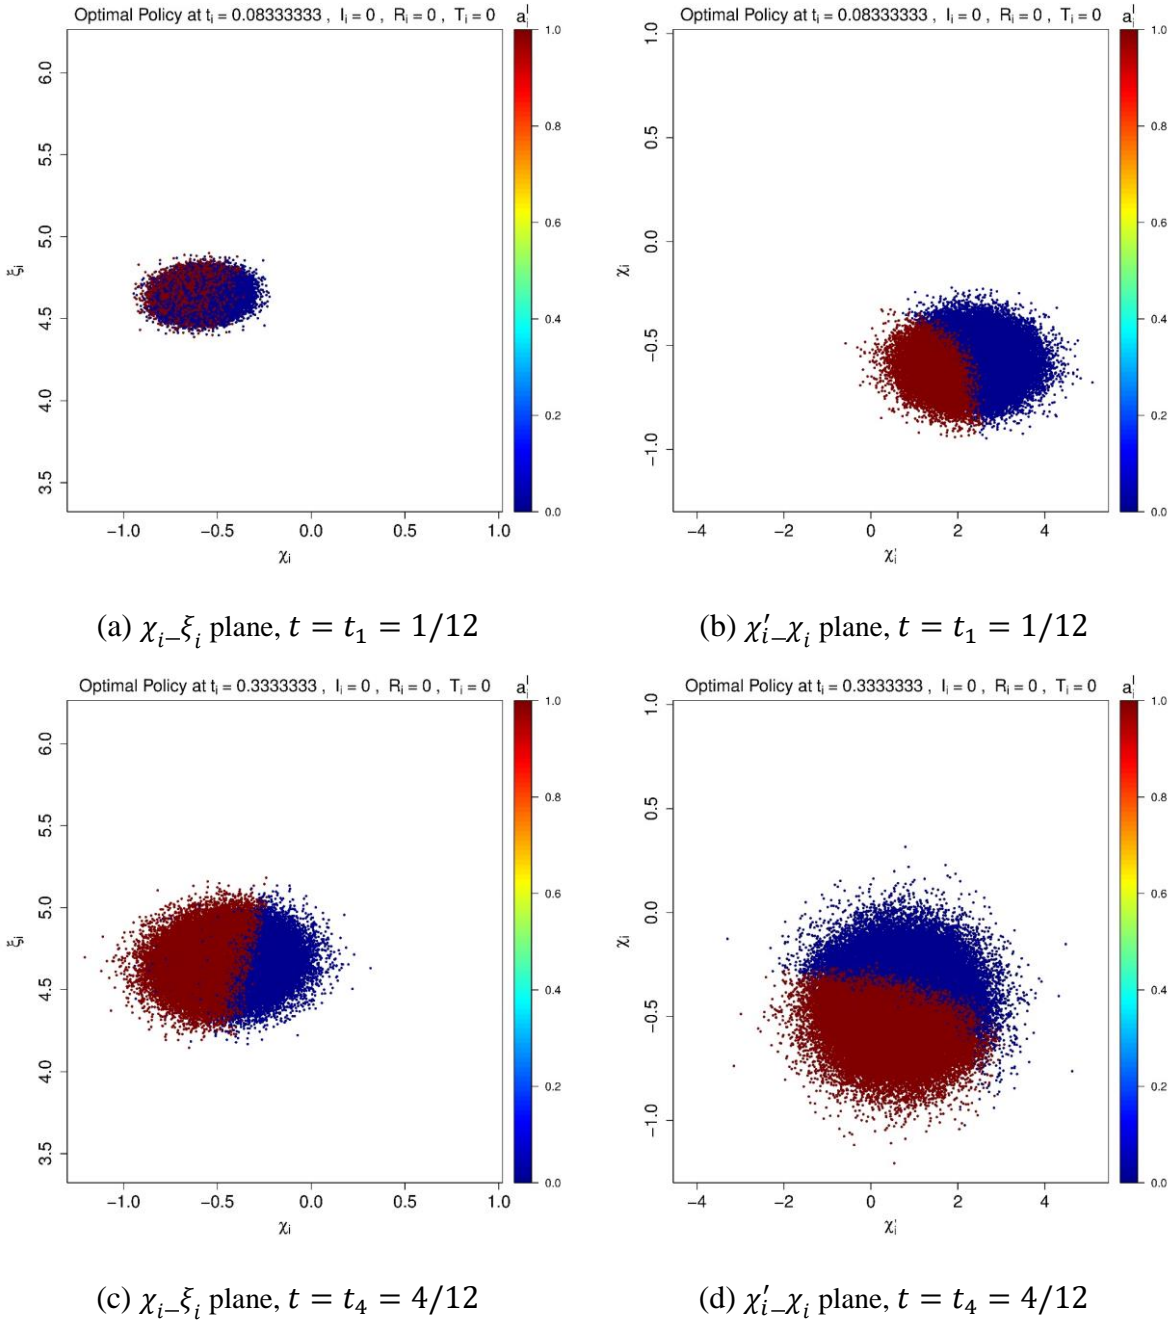 Optimal Policy at tᵢ = 0.08333333 , Iᵢ = 0 , Rᵢ = 0 , Tᵢ = 0 aᵢᴵ
1.0
0.8
0.6
0.4
0.2
0.0
6.0
5.5
5.0
4.5
4.0
3.5
ξᵢ
−1.0 −0.5 0.0 0.5 1.0
χᵢ
Optimal Policy at tᵢ = 0.08333333 , Iᵢ = 0 , Rᵢ = 0 Tᵢ = 0 aᵢᴵ
1.0
0.8
0.6
0.4
0.2
0.0
1.0
0.5
0.0
−0.5
−1.0
χᵢ
−4 −2 0 2 4
χᵢ′
(a) χᵢ₋ξᵢ plane, t = t₁ = 1/12
(b) χᵢ′₋χᵢ plane, t = t₁ = 1/12
Optimal Policy at tᵢ = 0.3333333 , Iᵢ = 0 , Rᵢ = 0 , Tᵢ = 0 aᵢᴵ
1.0
0.8
0.6
0.4
0.2
0.0
6.0
5.5
5.0
4.5
4.0
3.5
ξᵢ
−1.0 −0.5 0.0 0.5 1.0
χᵢ
Optimal Policy at tᵢ = 0.3333333 , Iᵢ = 0 , Rᵢ = 0 Tᵢ = 0 aᵢᴵ
1.0
0.8
0.6
0.4
0.2
0.0
1.0
0.5
0.0
−0.5
−1.0
χᵢ
−4 −2 0 2 4
χᵢ′
(c) χᵢ₋ξᵢ plane, t = t₄ = 4/12
(d) χᵢ′₋χᵢ plane, t = t₄ = 4/12